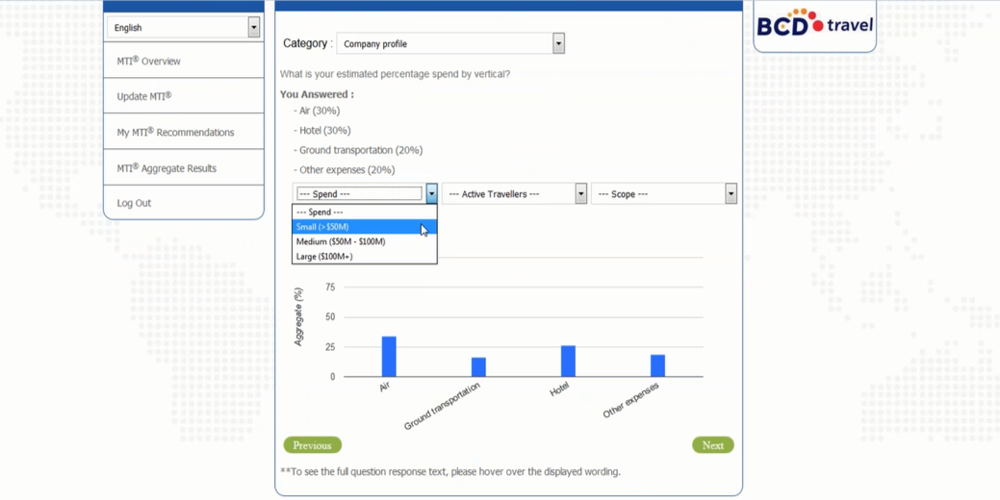 English
MTI® Overview
Update MTI®
My MTI® Recommendations
MTI® Aggregate Results
Log Out
Category : Company profile
What is your estimated percentage spend by vertical?
You Answered :
- Air (30%)
- Hotel (30%)
- Ground transportation (20%)
- Other expenses (20%)
--- Spend --- --- Active Travellers --- --- Scope ---
--- Spend ---
Small (>$50M)
Medium ($50M - $100M)
Large ($100M+)
Aggregate (%)
75
50
25
0
Air
Ground transportation
Hotel
Other expenses
Previous Next
**To see the full question response text, please hover over the displayed wording.
BCD travel